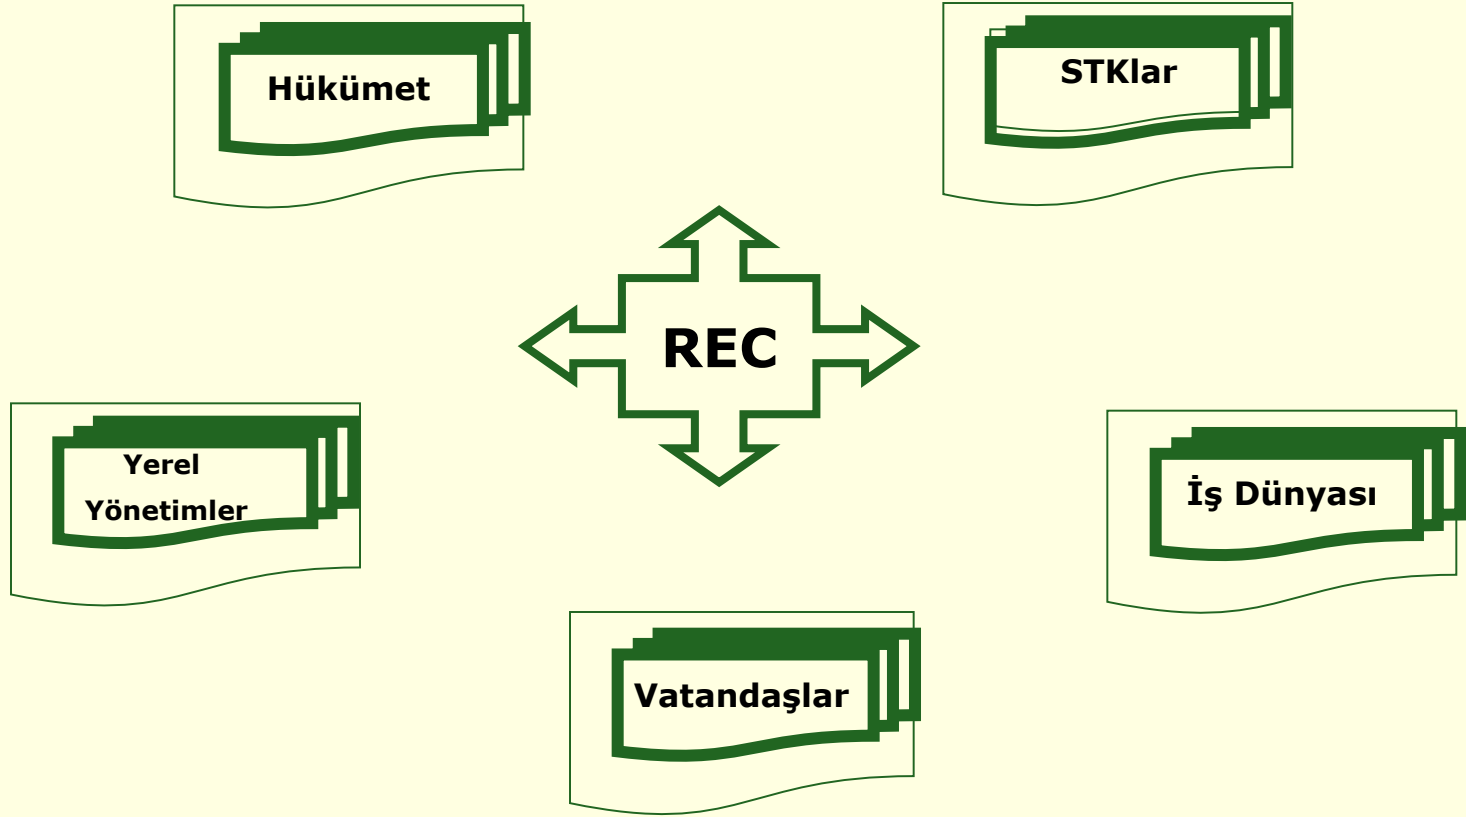 Hükümet
STKlar
REC
Yerel
Yönetimler
İş Dünyası
Vatandaşlar